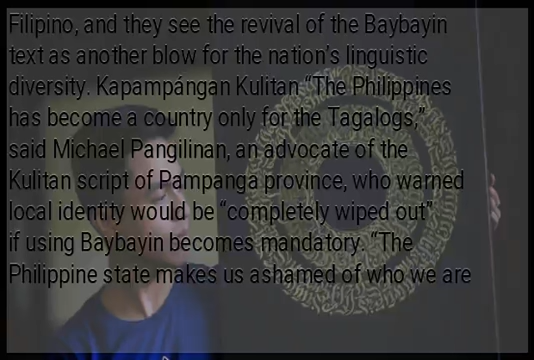 Filipino, and they see the revival of the Baybayin
text as another blow for the nation's linguistic
diversity. Kapampángan Kulitan “The Philippines
has become a country only for the Tagalogs,”
said Michael Pangilinan, an advocate of the
Kulitan script of Pampanga province, who warned
local identity would be “completely wiped out”
if using Baybayin becomes mandatory. “The
Philippine state makes us ashamed of who we are